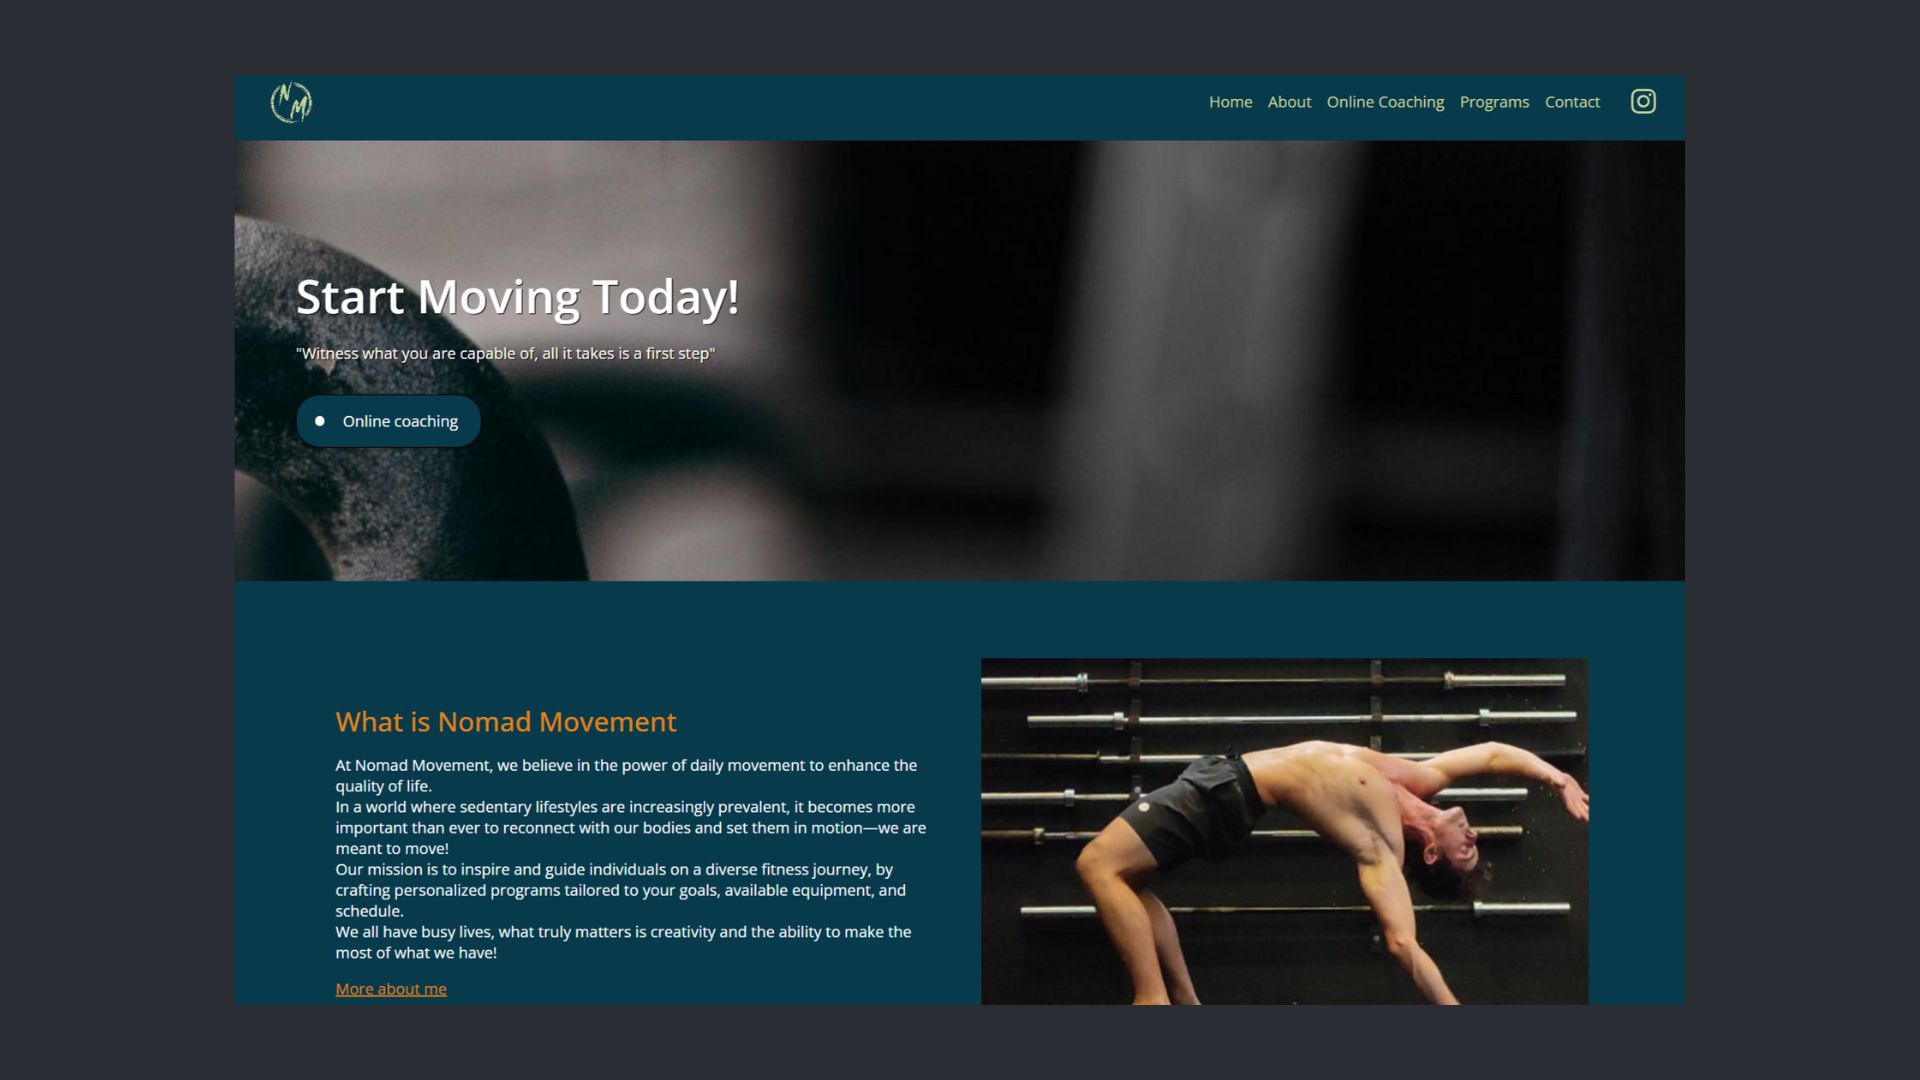 NM
Home About Online Coaching Programs Contact
Start Moving Today!
"Witness what you are capable of, all it takes is a first step"
Online coaching
What is Nomad Movement
At Nomad Movement, we believe in the power of daily movement to enhance the
quality of life.
In a world where sedentary lifestyles are increasingly prevalent, it becomes more
important than ever to reconnect with our bodies and set them in motion—we are
meant to move!
Our mission is to inspire and guide individuals on a diverse fitness journey, by
crafting personalized programs tailored to your goals, available equipment, and
schedule.
We all have busy lives, what truly matters is creativity and the ability to make the
most of what we have!
More about me